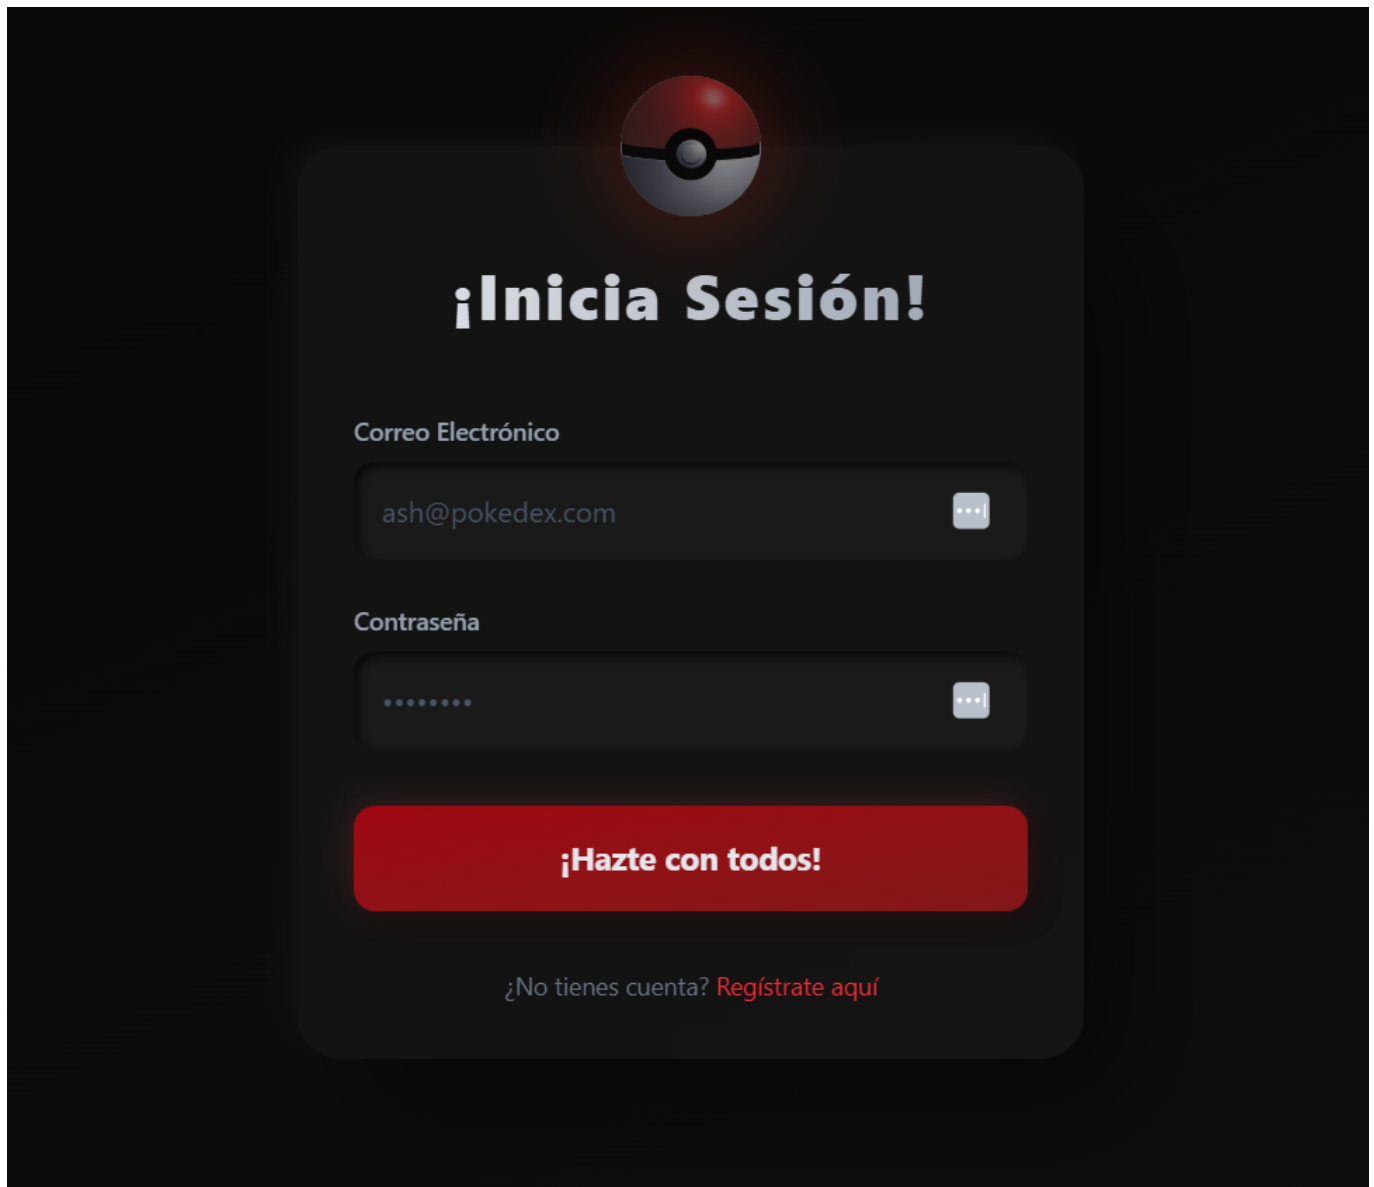 ¡Inicia Sesión!
Correo Electrónico
ash@pokedex.com
Contraseña
••••••••
¡Hazte con todos!
¿No tienes cuenta? Regístrate aquí